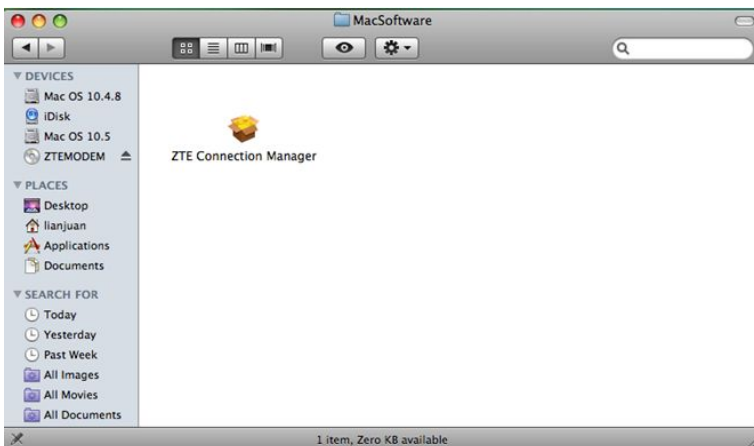 MacSoftware
DEVICES
Mac OS 10.4.8
iDisk
Mac OS 10.5
ZTEMODEM
PLACES
Desktop
lianjuan
Applications
Documents
SEARCH FOR
Today
Yesterday
Past Week
All Images
All Movies
All Documents
ZTE Connection Manager
1 item, Zero KB available